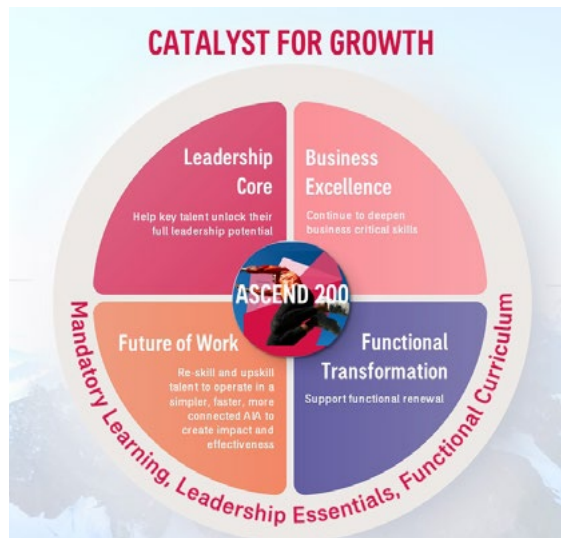 CATALYST FOR GROWTH
Leadership
Core
Help key talent unlock their
full leadership potential
Business
Excellence
Continue to deepen
business critical skills
ASCEND 200
Future of Work
Re-skill and upskill
talent to operate in a
simpler, faster, more
connected AIA to
create impact and
effectiveness
Functional
Transformation
Support functional renewal
Mandatory Learning, Leadership Essentials, Functional Curriculum